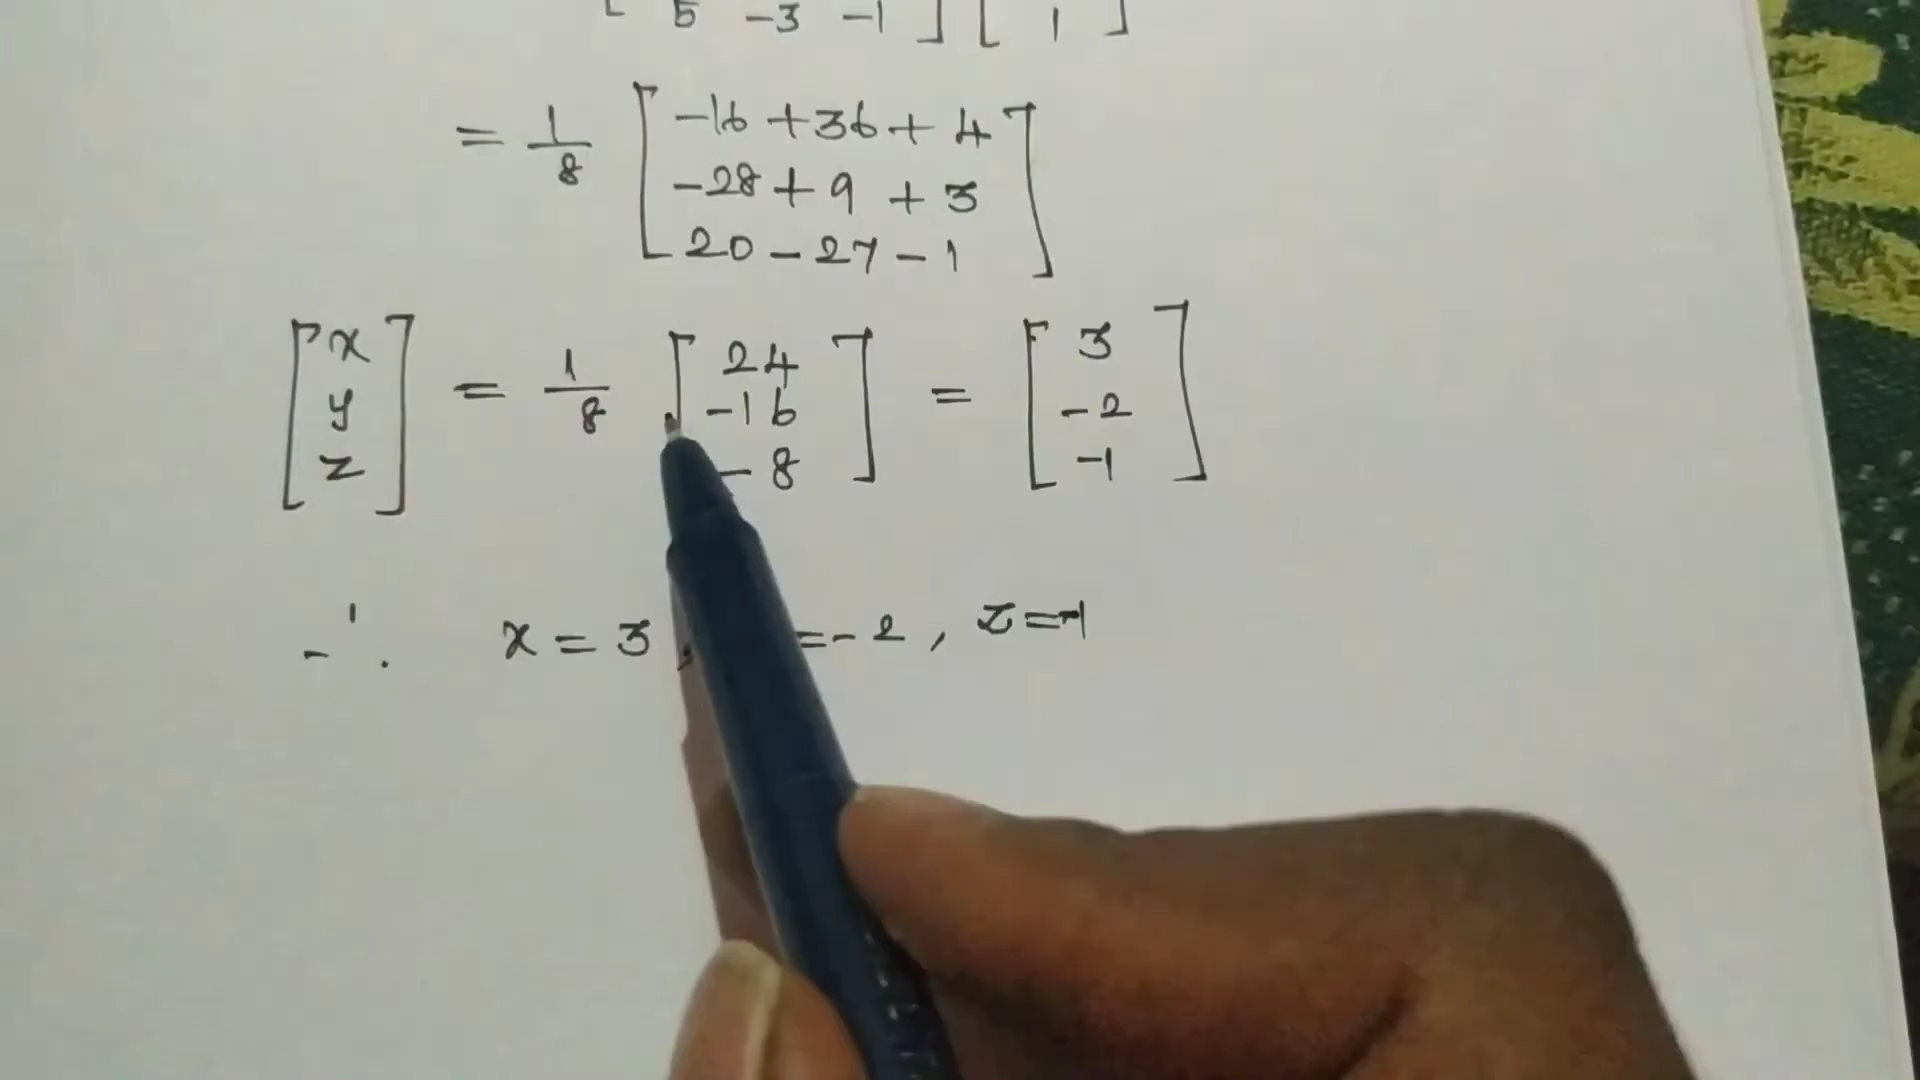 [ 5 -3 -1 ] [ 1 ]
= 1/8 [ -16 + 36 + 4
-28 + 9 + 3
20 - 27 - 1 ]
[ x y z ] = 1/8 [ 24 -16 -8 ] = [ 3 -2 -1 ]
∴ x = 3, = -2, z = -1